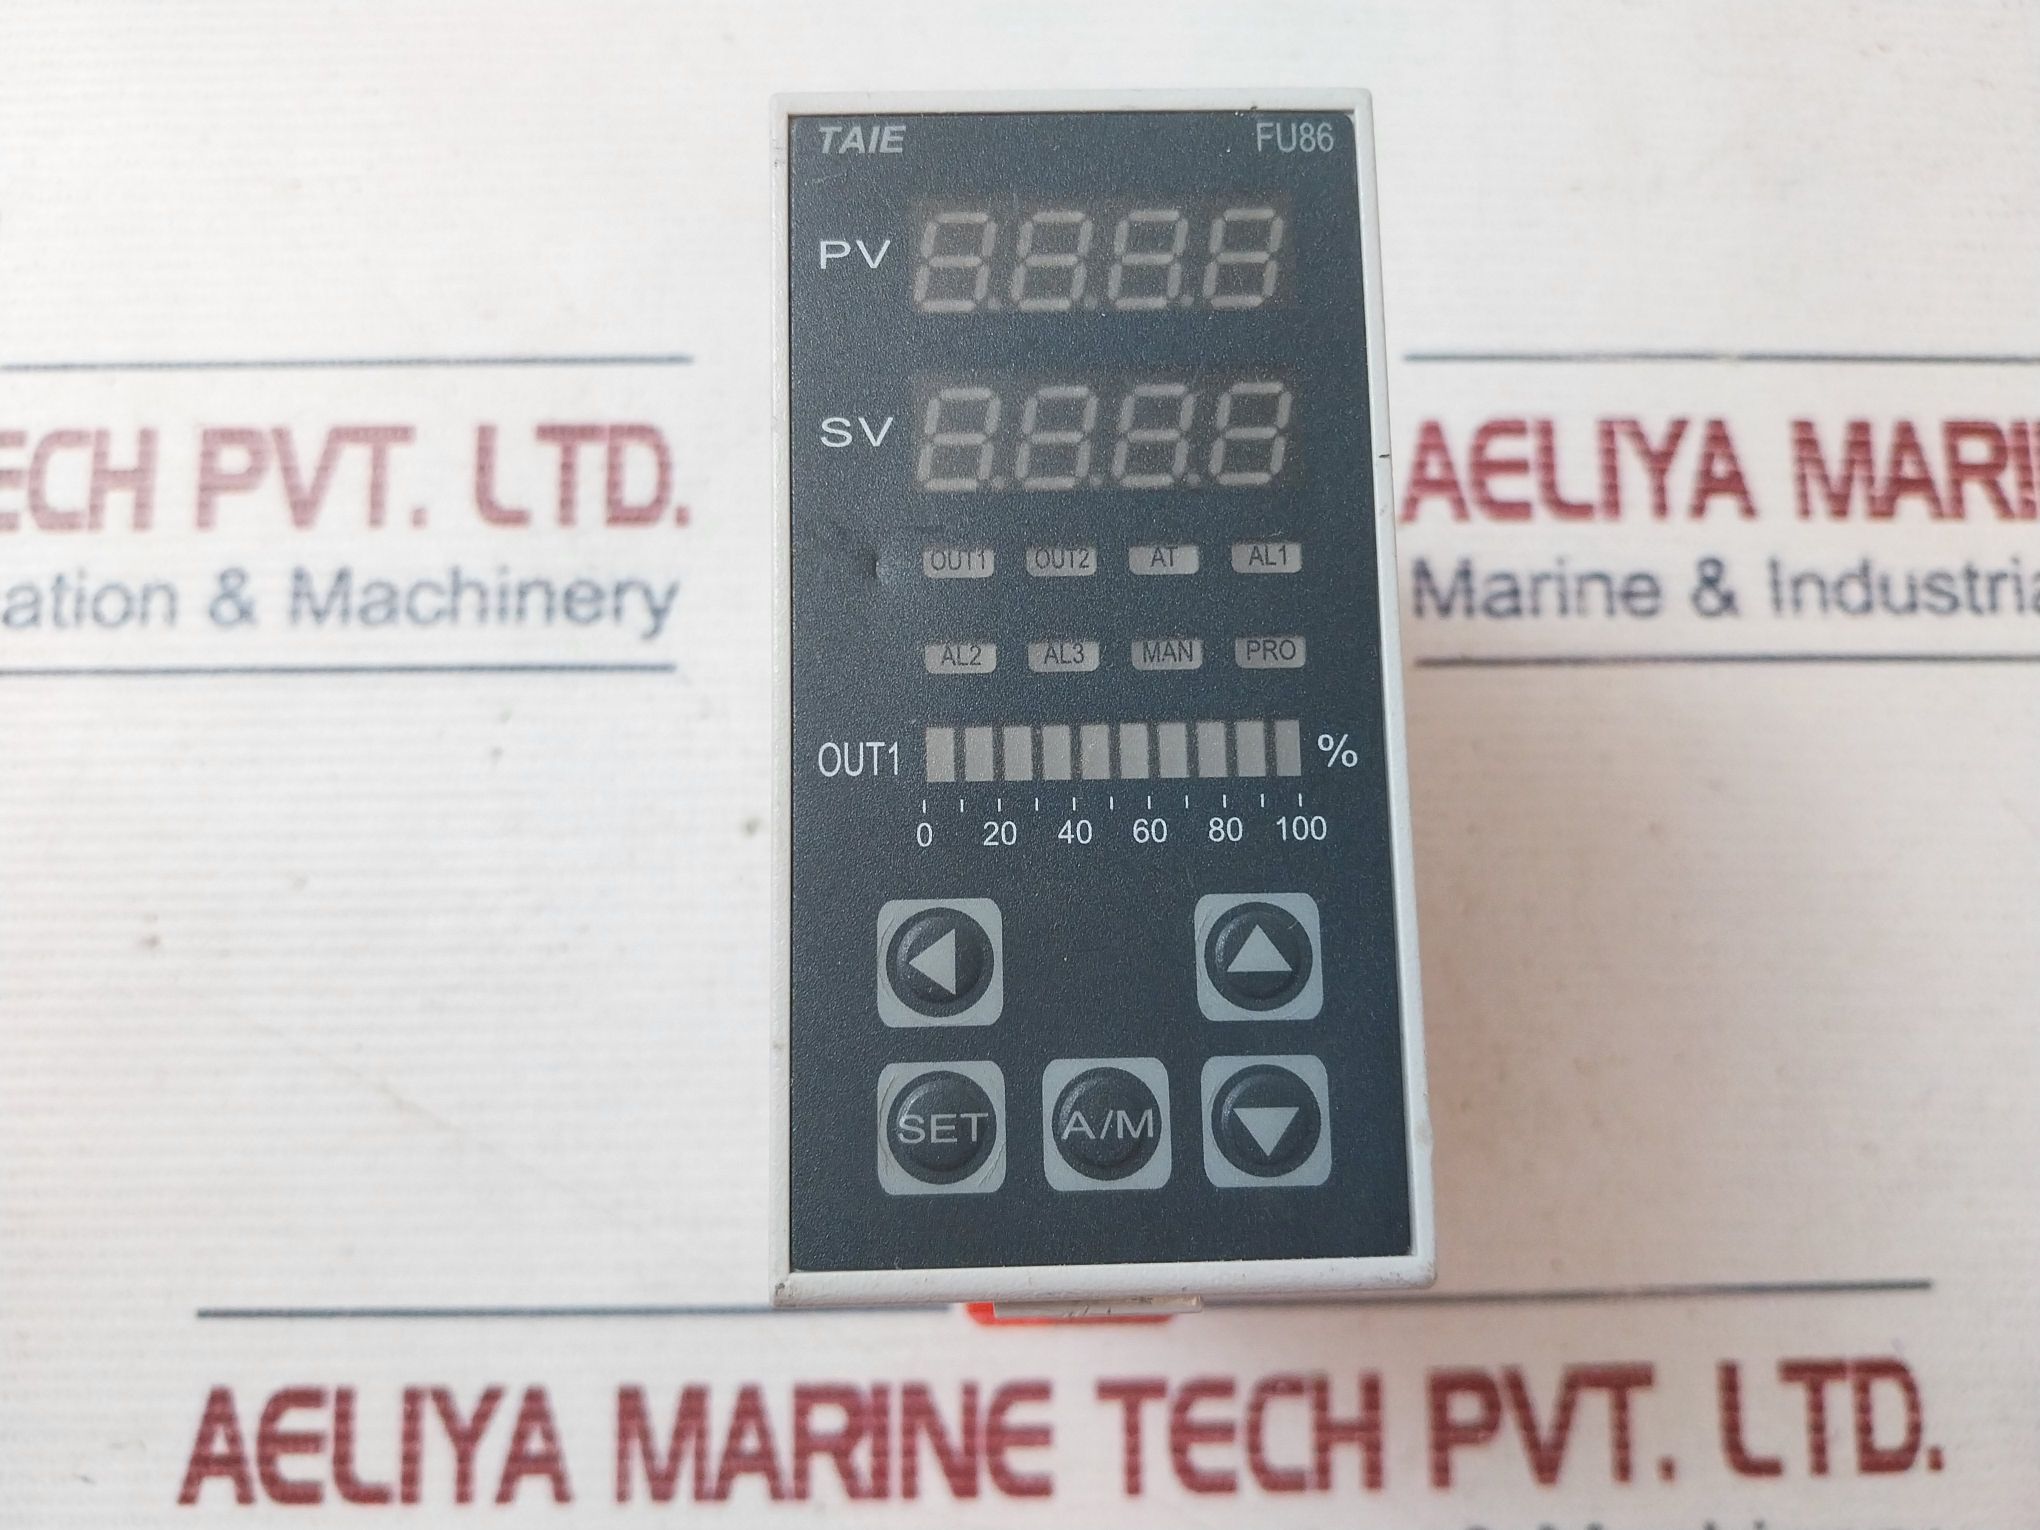 TAIE FU86
PV
SV
OUT1 OUT2 AT AL1
AL2 AL3 MAN PRO
OUT1 %
0 20 40 60 80 100
SET A/M
ECH PVT. LTD.
ation & Machinery
AELIYA MARI
Marine & Industria
AELIYA MARINE TECH PVT. LTD.